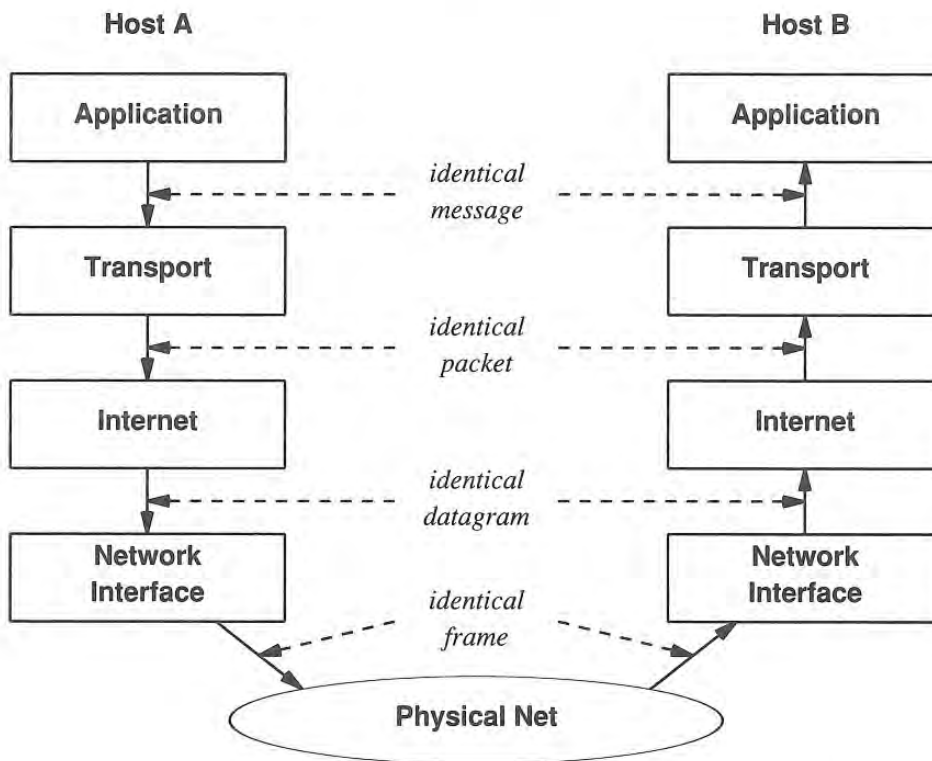 Host A
Host B
Application
Application
identical
message
Transport
Transport
identical
packet
Internet
Internet
identical
datagram
Network
Interface
Network
Interface
identical
frame
Physical Net